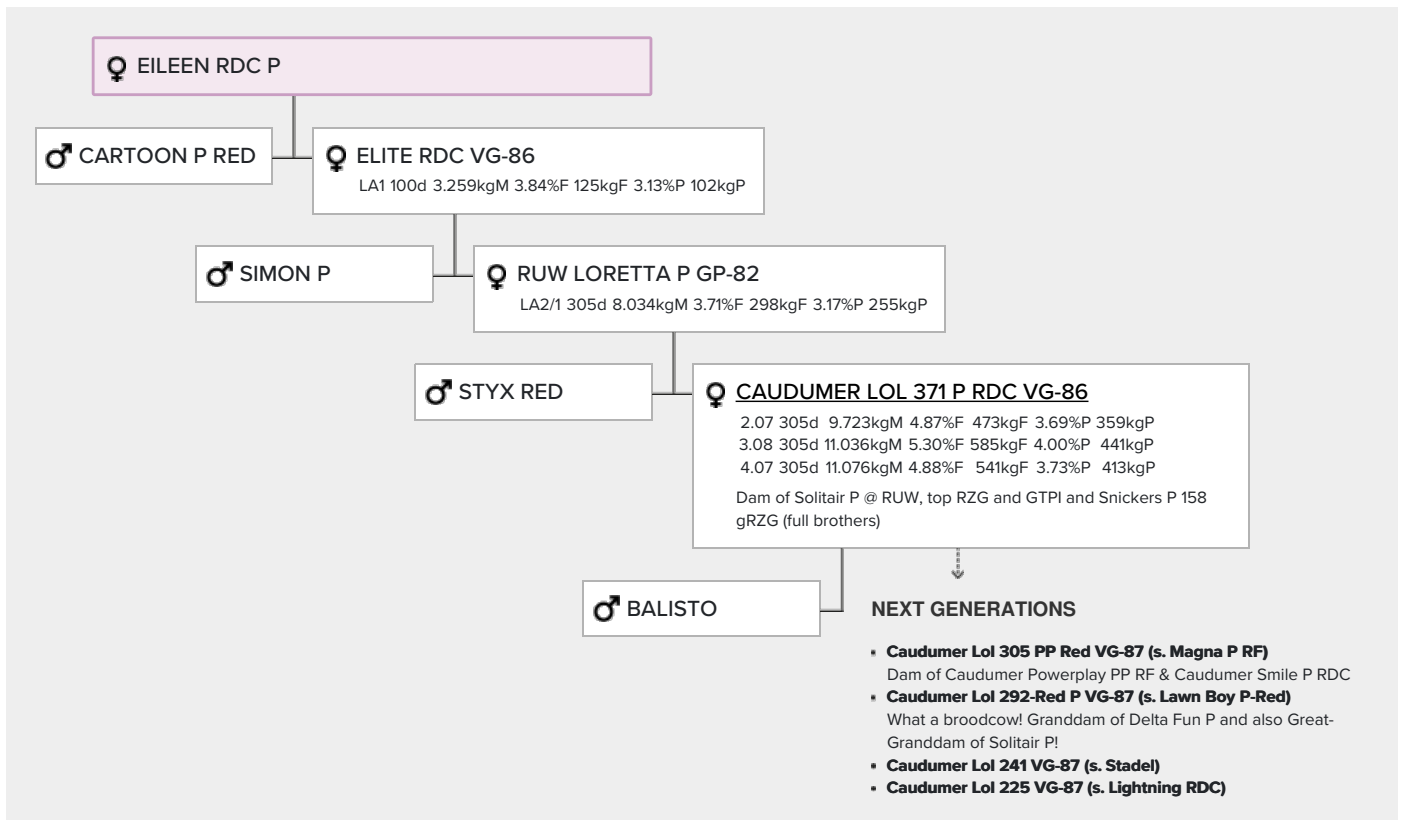 EILEEN RDC P
CARTOON P RED
ELITE RDC VG-86
LA1 100d 3.259kgM 3.84%F 125kgF 3.13%P 102kgP
SIMON P
RUW LORETTA P GP-82
LA2/1 305d 8.034kgM 3.71%F 298kgF 3.17%P 255kgP
STYX RED
CAUDUMER LOL 371 P RDC VG-86
2.07 305d 9.723kgM 4.87%F 473kgF 3.69%P 359kgP
3.08 305d 11.036kgM 5.30%F 585kgF 4.00%P 441kgP
4.07 305d 11.076kgM 4.88%F 541kgF 3.73%P 413kgP
Dam of Solitair P @ RUW, top RZG and GTPI and Snickers P 158
gRZG (full brothers)
BALISTO
NEXT GENERATIONS
Caudumer Lol 305 PP Red VG-87 (s. Magna P RF)
Dam of Caudumer Powerplay PP RF & Caudumer Smile P RDC
Caudumer Lol 292-Red P VG-87 (s. Lawn Boy P-Red)
What a broodcow! Granddam of Delta Fun P and also Great-
Granddam of Solitair P!
Caudumer Lol 241 VG-87 (s. Stadel)
Caudumer Lol 225 VG-87 (s. Lightning RDC)